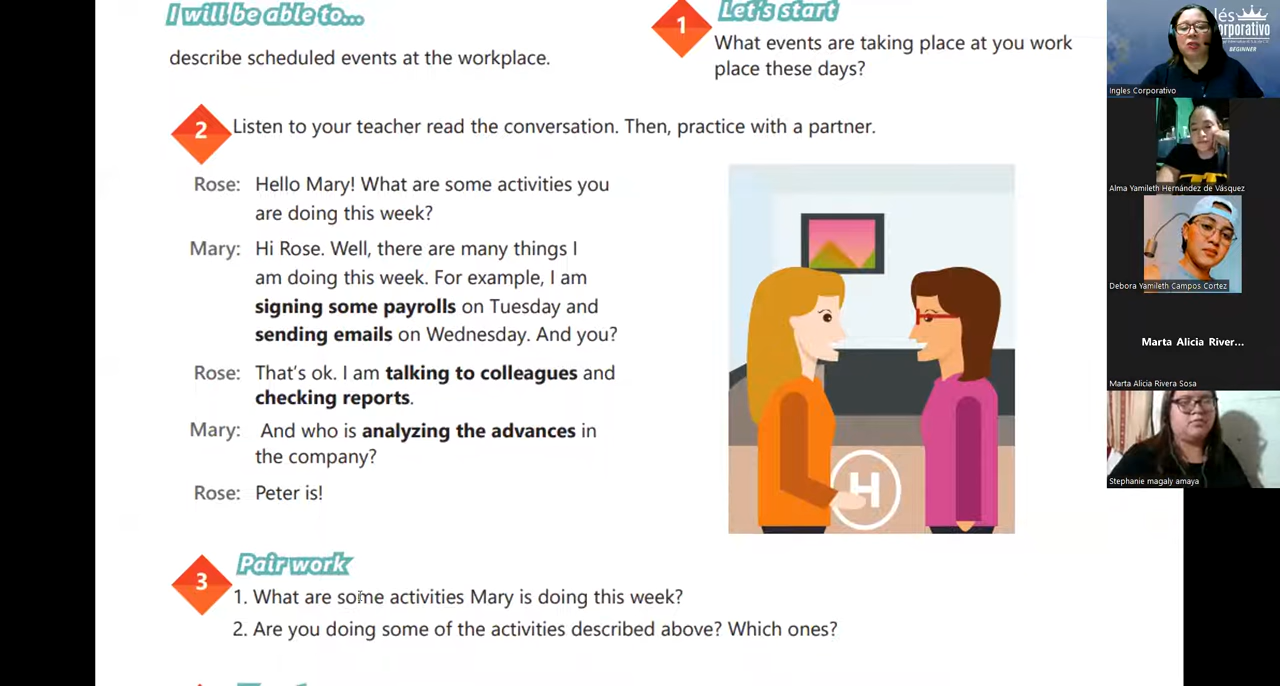 I will be able to...
describe scheduled events at the workplace.
1
Let's start
What events are taking place at you work
place these days?
2
Listen to your teacher read the conversation. Then, practice with a partner.
Rose: Hello Mary! What are some activities you
are doing this week?
Mary: Hi Rose. Well, there are many things I
am doing this week. For example, I am
signing some payrolls on Tuesday and
sending emails on Wednesday. And you?
Rose: That's ok. I am talking to colleagues and
checking reports.
Mary: And who is analyzing the advances in
the company?
Rose: Peter is!
H
3
Pair work
1. What are some activities Mary is doing this week?
2. Are you doing some of the activities described above? Which ones?
lés
orporativo
BEGINNER
Ingles Corporativo
Alma Yamileth Hernández de Vásquez
Debora Yamileth Campos Cortez
Marta Alicia River...
Marta Alicia Rivera Sosa
Stephanie magaly amaya